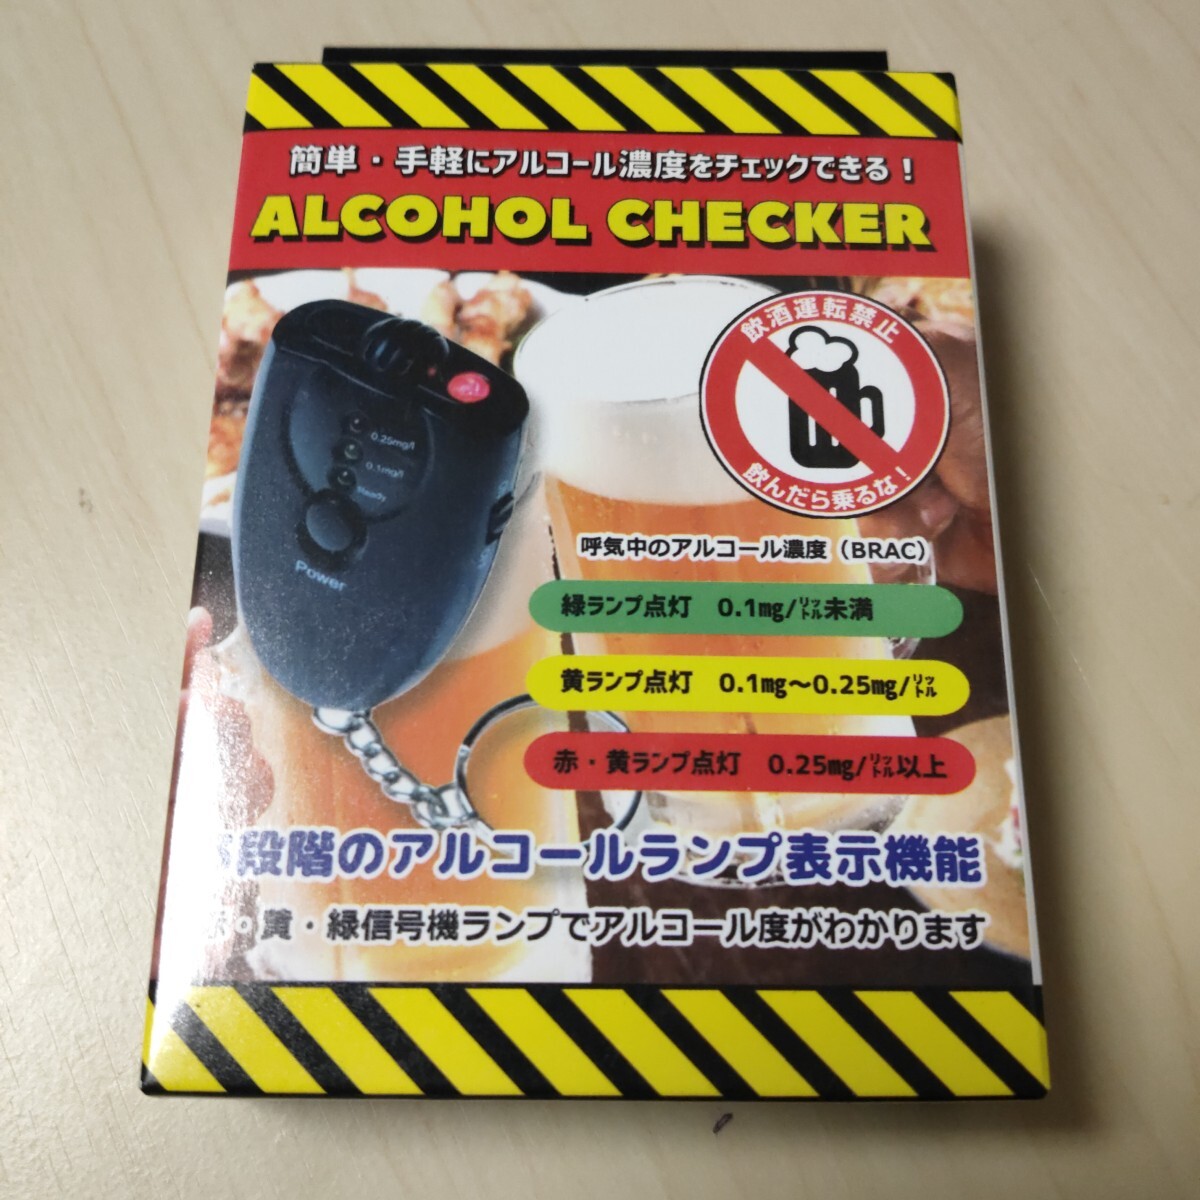 簡単・手軽にアルコール濃度をチェックできる！
ALCOHOL CHECKER
飲酒運転禁止
飲んだら乗るな！
0.25mg/l
0.1mg/l
Ready
Power
呼気中のアルコール濃度（BRAC）
緑ランプ点灯　0.1mg/㍑未満
黄ランプ点灯　0.1mg～0.25mg/㍑
赤・黄ランプ点灯　0.25mg/㍑以上
段階のアルコールランプ表示機能
赤・黄・緑信号機ランプでアルコール度がわかります